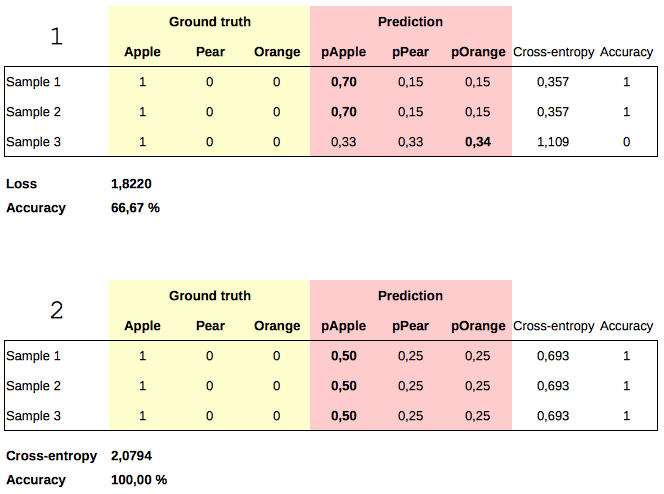 1
Ground truth Prediction
Apple Pear Orange pApple pPear pOrange Cross-entropy Accuracy
Sample 1 1 0 0 0,70 0,15 0,15 0,357 1
Sample 2 1 0 0 0,70 0,15 0,15 0,357 1
Sample 3 1 0 0 0,33 0,33 0,34 1,109 0
Loss 1,8220
Accuracy 66,67 %
2
Ground truth Prediction
Apple Pear Orange pApple pPear pOrange Cross-entropy Accuracy
Sample 1 1 0 0 0,50 0,25 0,25 0,693 1
Sample 2 1 0 0 0,50 0,25 0,25 0,693 1
Sample 3 1 0 0 0,50 0,25 0,25 0,693 1
Cross-entropy 2,0794
Accuracy 100,00 %